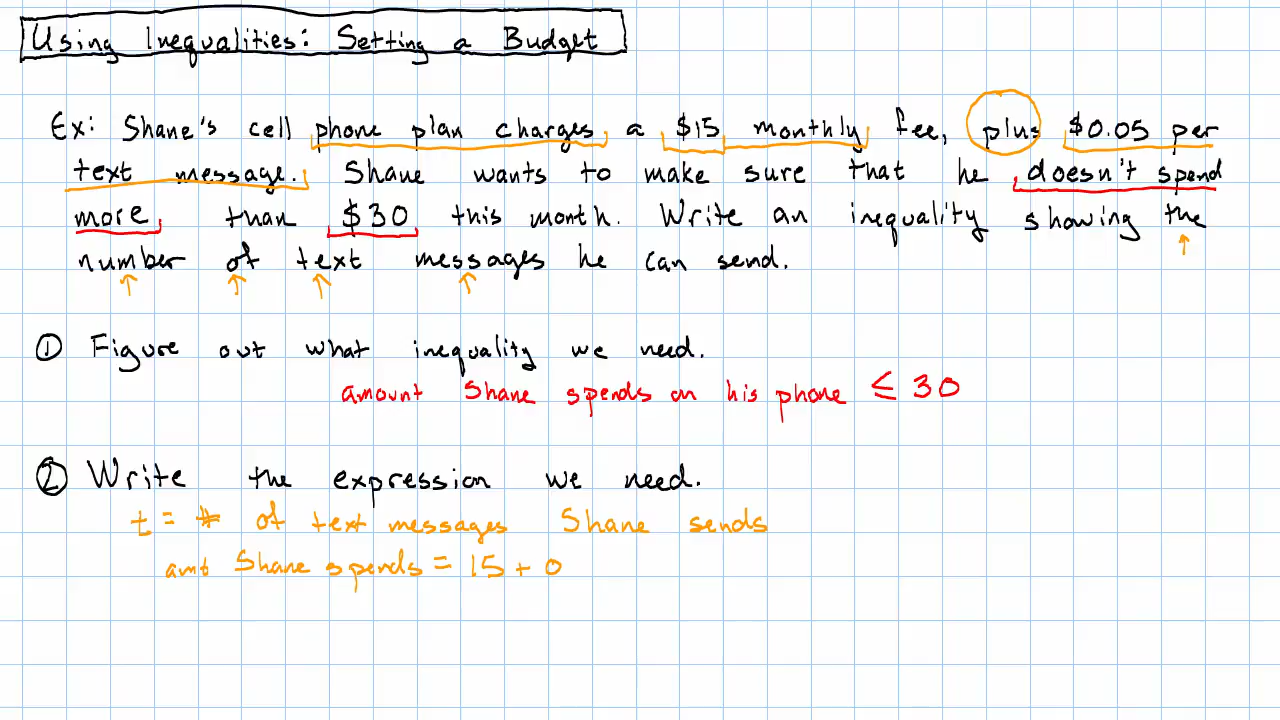 Using Inequalities: Setting a Budget
Ex: Shane's cell phone plan charges a $15 monthly fee, plus $0.05 per
text message. Shane wants to make sure that he doesn't spend
more than $30 this month. Write an inequality showing the
number of text messages he can send.
① Figure out what inequality we need.
amount Shane spends on his phone ≤ 30
② Write the expression we need.
t = # of text messages Shane sends
amt Shane spends = 15 + 0